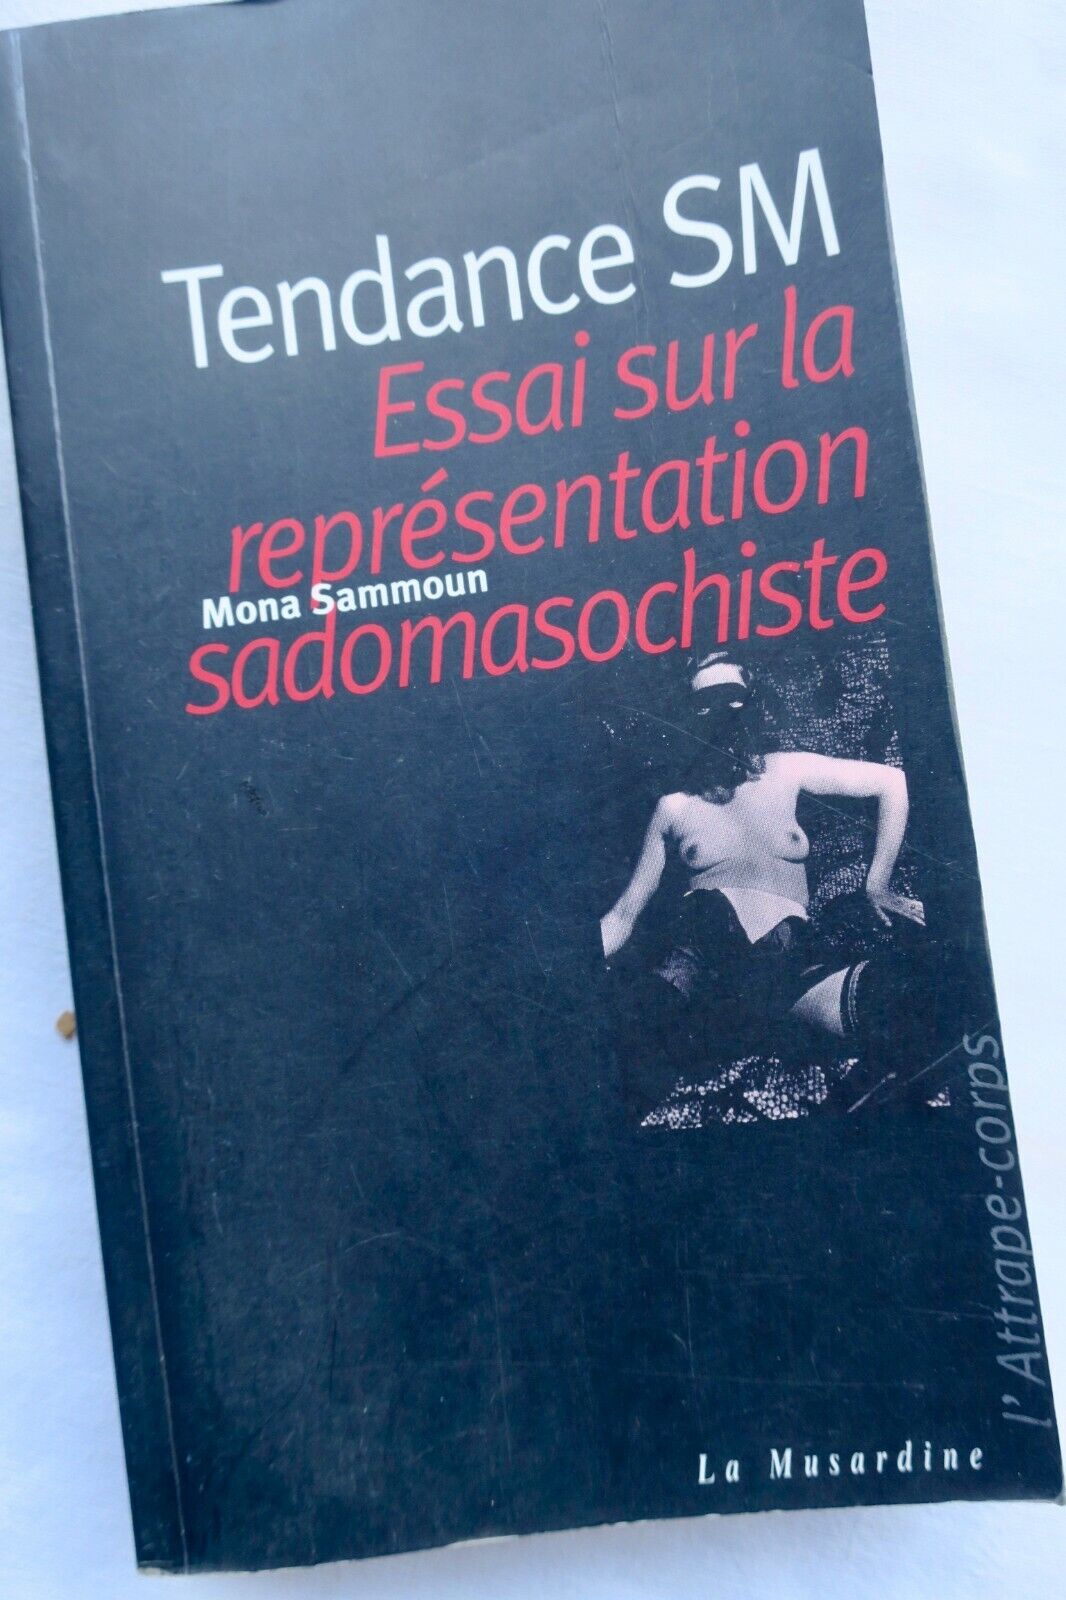 Tendance SM
Essai sur la
représentation
Mona Sammoun
sadomasochiste
l'Attrape-corps
La Musardine